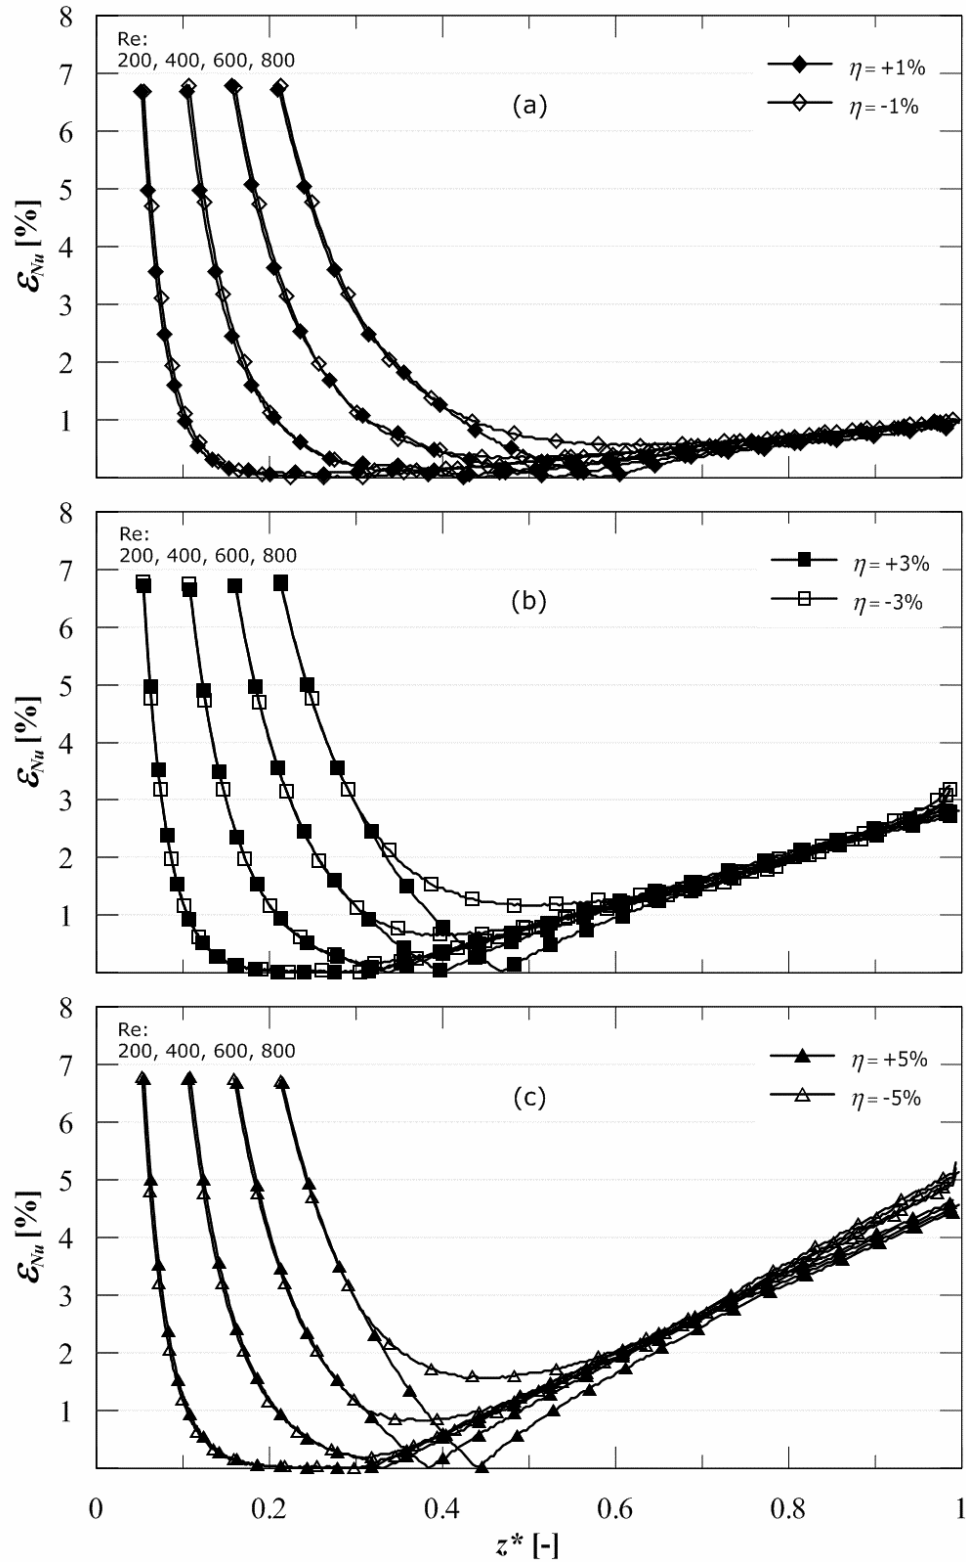 8
7
6
5
4
3
2
1
Re:
200, 400, 600, 800
(a)
η = +1%
η = -1%
ε_Nu [%]
8
7
6
5
4
3
2
1
Re:
200, 400, 600, 800
(b)
η = +3%
η = -3%
ε_Nu [%]
8
7
6
5
4
3
2
1
Re:
200, 400, 600, 800
(c)
η = +5%
η = -5%
ε_Nu [%]
0 0.2 0.4 0.6 0.8 1
z* [-]